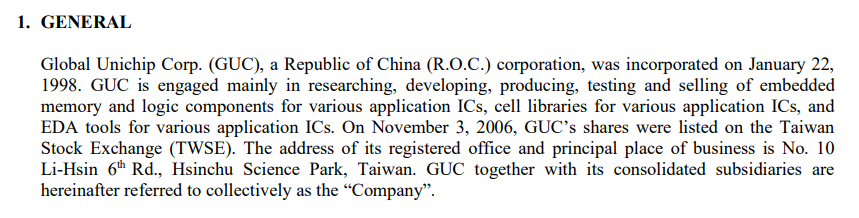 1. GENERAL
Global Unichip Corp. (GUC), a Republic of China (R.O.C.) corporation, was incorporated on January 22,
1998. GUC is engaged mainly in researching, developing, producing, testing and selling of embedded
memory and logic components for various application ICs, cell libraries for various application ICs, and
EDA tools for various application ICs. On November 3, 2006, GUC’s shares were listed on the Taiwan
Stock Exchange (TWSE). The address of its registered office and principal place of business is No. 10
Li-Hsin 6th Rd., Hsinchu Science Park, Taiwan. GUC together with its consolidated subsidiaries are
hereinafter referred to collectively as the “Company”.